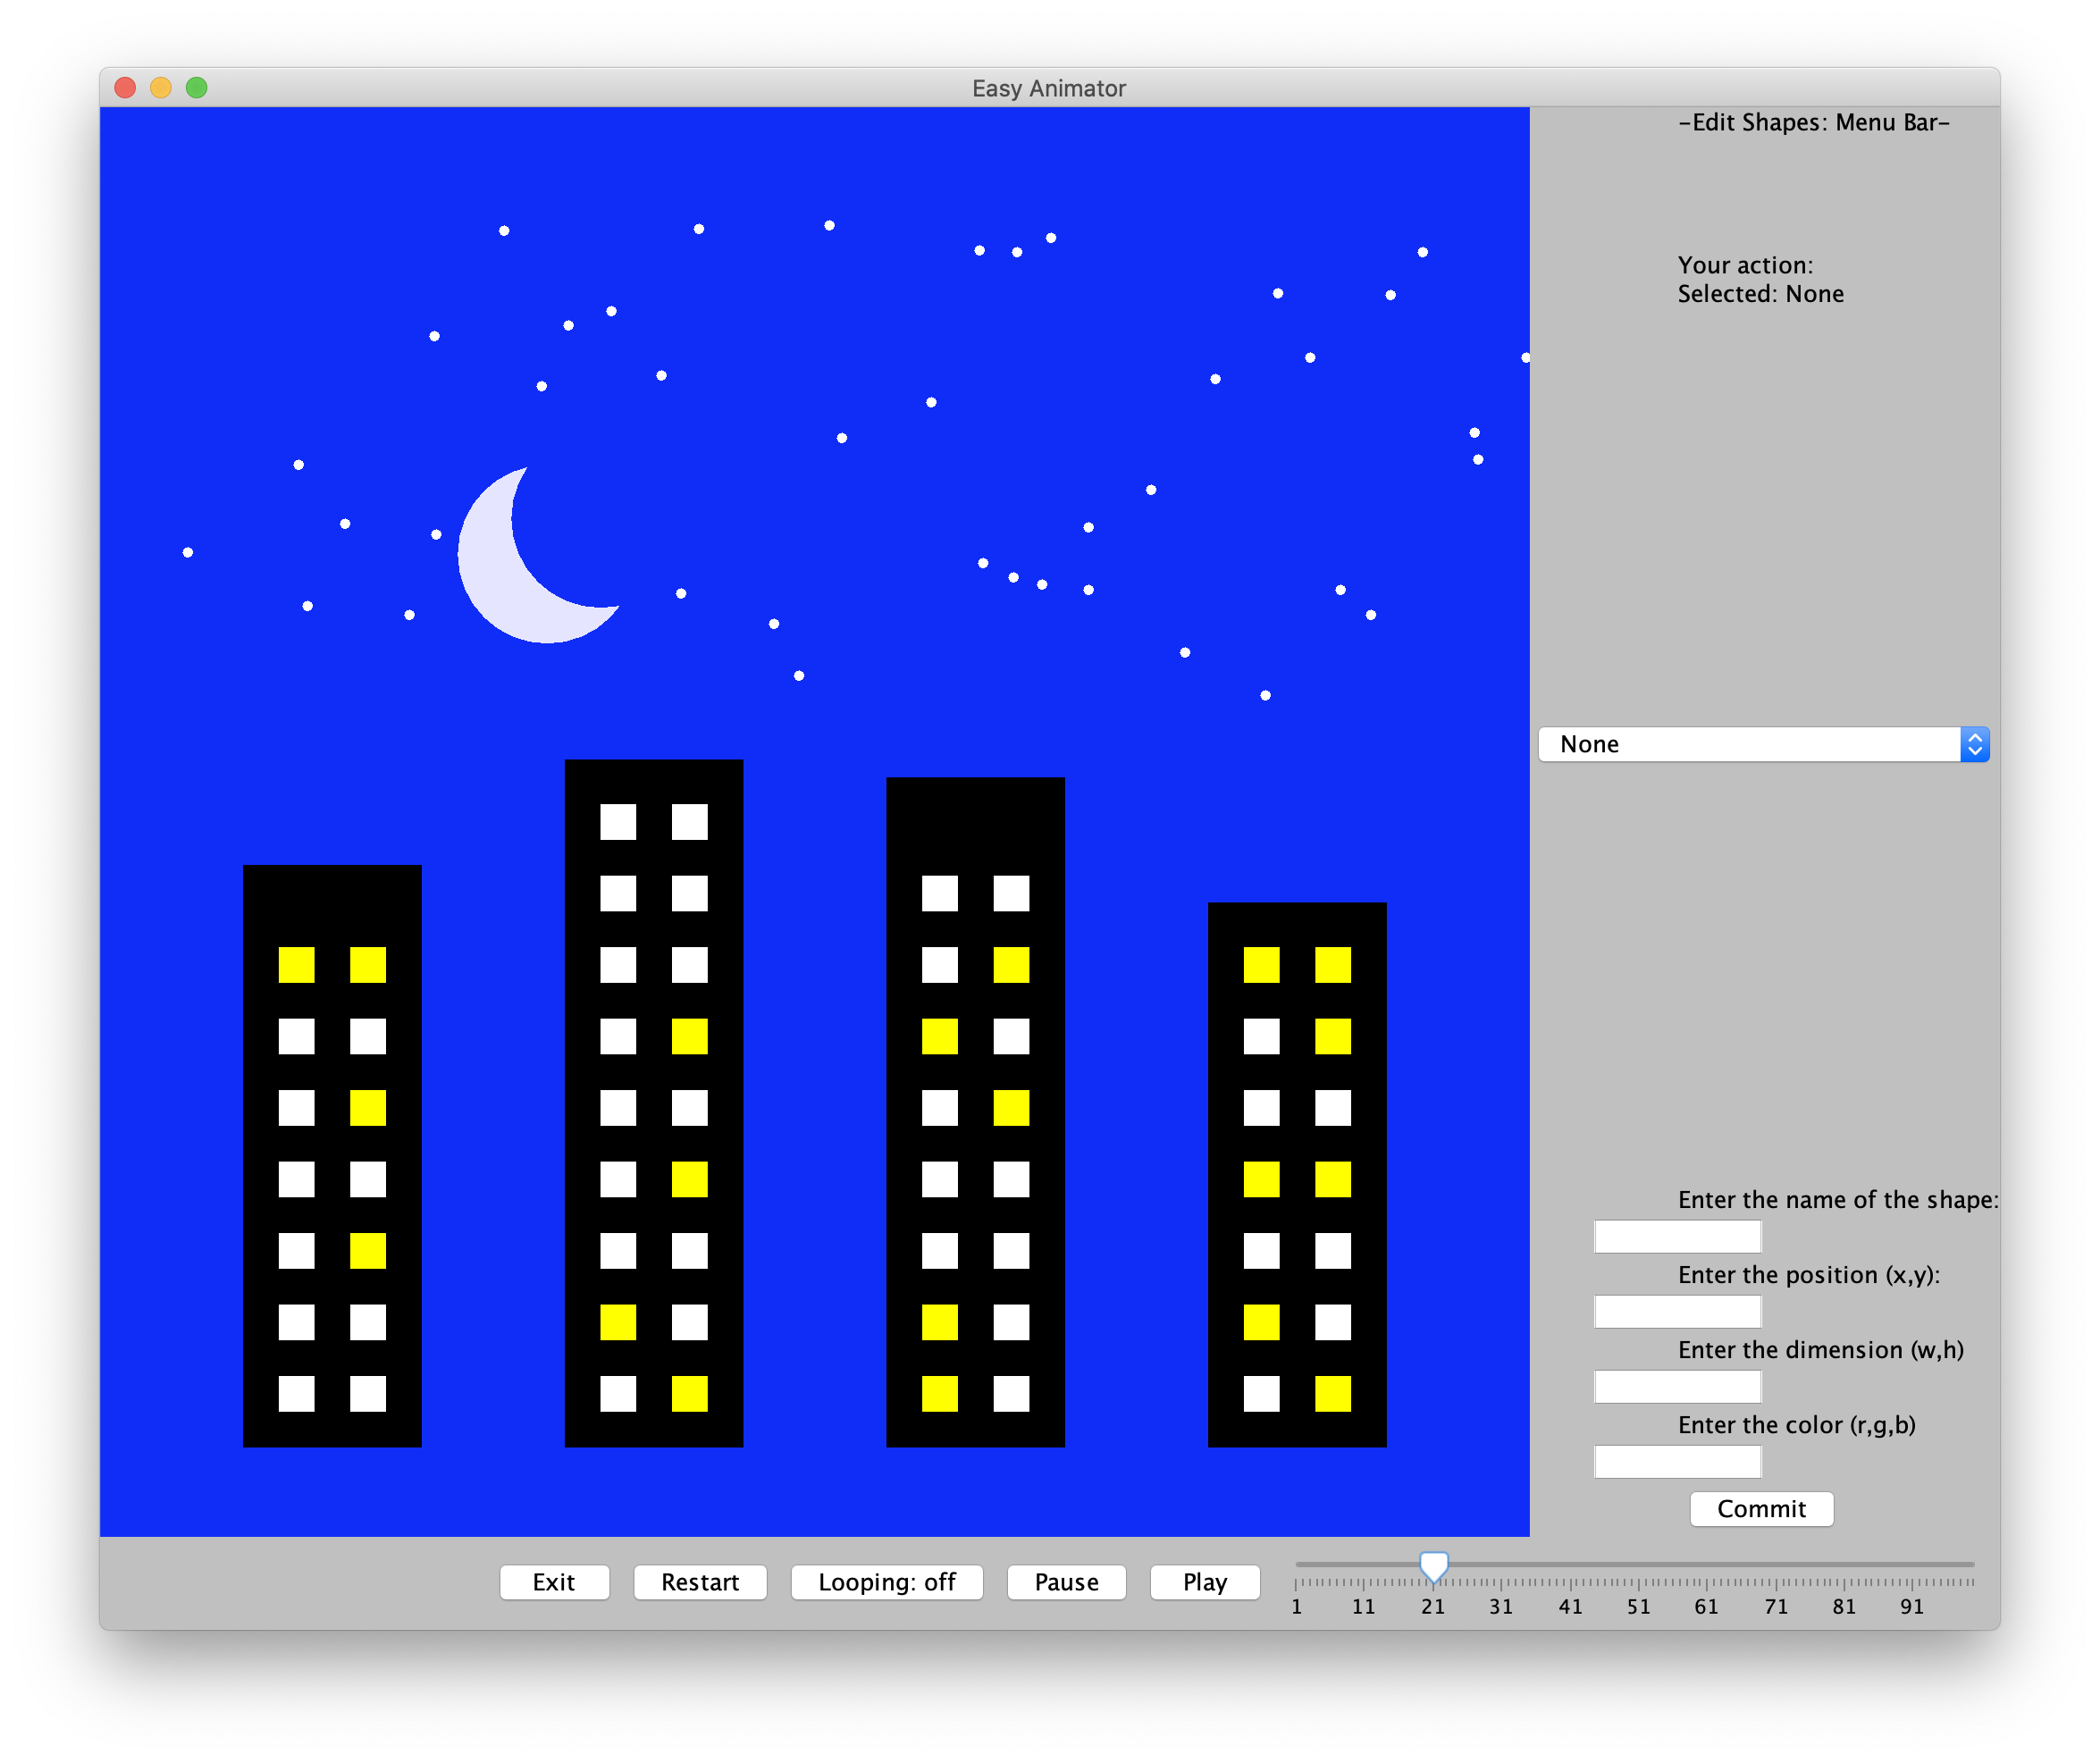 Easy Animator
-Edit Shapes: Menu Bar-
Your action:
Selected: None
None
Enter the name of the shape:
Enter the position (x,y):
Enter the dimension (w,h)
Enter the color (r,g,b)
Commit
Exit
Restart
Looping: off
Pause
Play
1 11 21 31 41 51 61 71 81 91